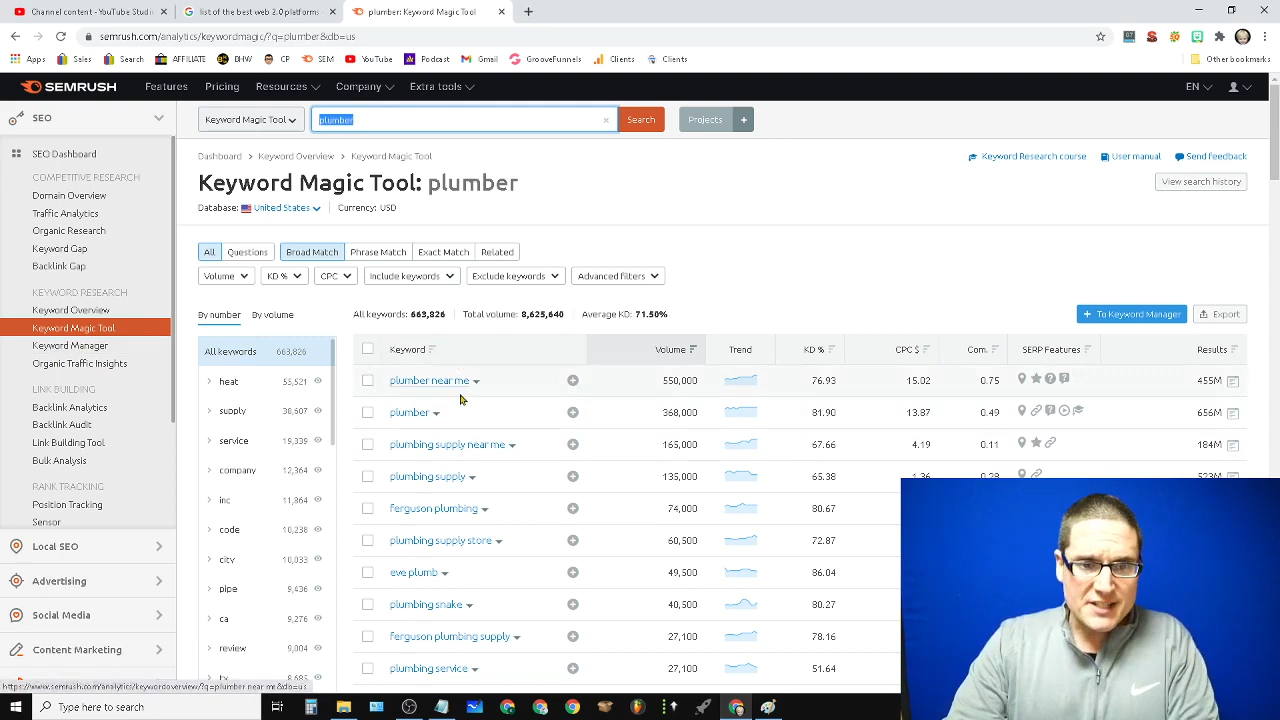 Channel content - YouTube Studi
list of the best web 2.0 platforms
plumber: Keyword Magic Tool
semrush.com/analytics/keywordmagic/?q=plumber&db=us
Apps Sales Search AFFILIATE BHW CP SEM YouTube Podcast Gmail GrooveFunnels Clients Clients Other bookmarks
SEMRUSH Features Pricing Resources Company Extra tools EN
SEO
Keyword Magic Tool plumber × Search Projects +
SEO Dashboard
COMPETITIVE RESEARCH
Domain Overview
Traffic Analytics
Organic Research
Keyword Gap
Backlink Gap
KEYWORD RESEARCH
Keyword Overview
Keyword Magic Tool
Keyword Manager
Organic Traffic Insights
LINK BUILDING
Backlink Analytics
Backlink Audit
Link Building Tool
Bulk Analysis
RANK TRACKING
Position Tracking
Sensor
Local SEO
Advertising
Social Media
Content Marketing
Dashboard > Keyword Overview > Keyword Magic Tool
Keyword Research course User manual Send feedback
Keyword Magic Tool: plumber
View search history
Database: United States Currency: USD
All Questions Broad Match Phrase Match Exact Match Related
Volume KD % CPC Include keywords Exclude keywords Advanced filters
By number By volume
All keywords: 663,826 Total volume: 8,625,640 Average KD: 71.50%
+ To Keyword Manager Export
All keywords 663,826
heat 55,521
supply 38,607
service 19,339
company 12,364
inc 11,864
code 10,238
city 10,033
pipe 9,436
ca 9,276
review 9,004
Keyword Volume Trend KD % CPC $ Com. SERP Features Results
plumber near me 550,000 76.93 15.02 0.75 455M
plumber 368,000 81.90 13.87 0.49 656M
plumbing supply near me 165,000 67.66 4.19 0.11 184M
plumbing supply 135,000 65.38
ferguson plumbing 74,000 80.67
plumbing supply store 60,500 72.87
eve plumb 49,500 86.04
plumbing snake 40,500 80.27
ferguson plumbing supply 27,100 78.16
plumbing service 27,100 51.64
Type here to search